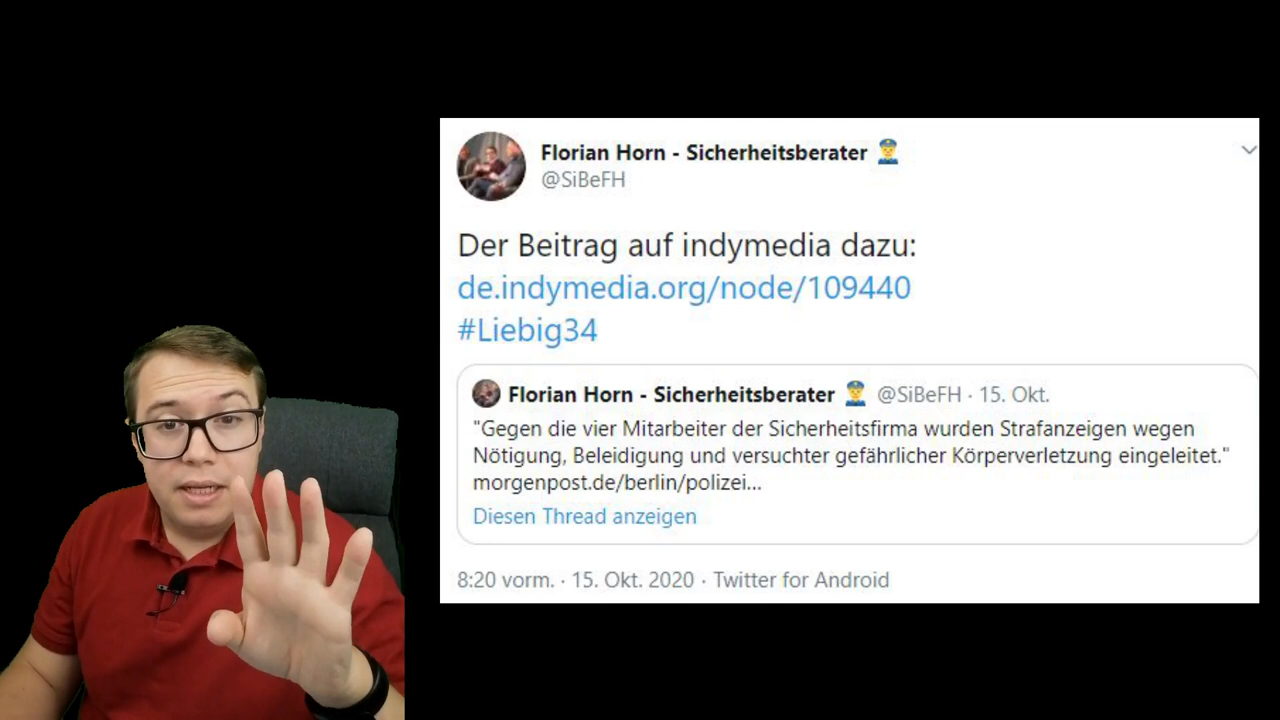 Florian Horn - Sicherheitsberater 👮
@SiBeFH
Der Beitrag auf indymedia dazu:
de.indymedia.org/node/109440
#Liebig34
Florian Horn - Sicherheitsberater 👮 @SiBeFH · 15. Okt.
"Gegen die vier Mitarbeiter der Sicherheitsfirma wurden Strafanzeigen wegen
Nötigung, Beleidigung und versuchter gefährlicher Körperverletzung eingeleitet."
morgenpost.de/berlin/polizei...
Diesen Thread anzeigen
8:20 vorm. · 15. Okt. 2020 · Twitter for Android